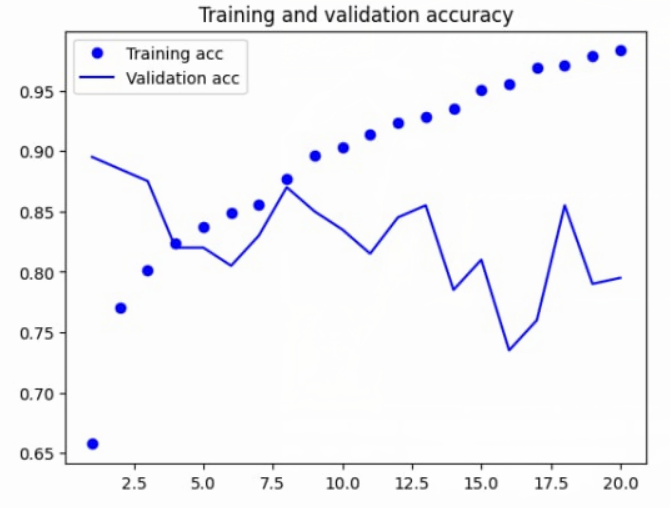 Training and validation accuracy
Training acc
Validation acc
0.95
0.90
0.85
0.80
0.75
0.70
0.65
2.5 5.0 7.5 10.0 12.5 15.0 17.5 20.0